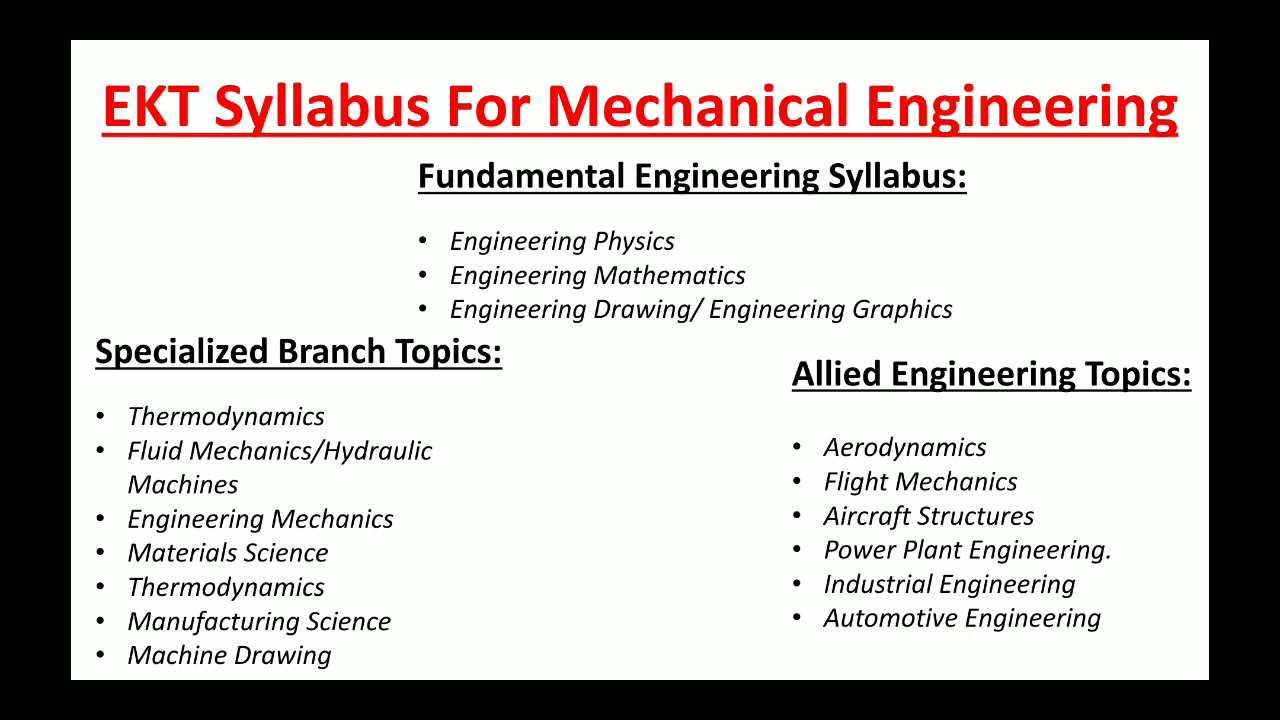 EKT Syllabus For Mechanical Engineering
Fundamental Engineering Syllabus:
• Engineering Physics
• Engineering Mathematics
• Engineering Drawing/ Engineering Graphics
Specialized Branch Topics:
• Thermodynamics
• Fluid Mechanics/Hydraulic
Machines
• Engineering Mechanics
• Materials Science
• Thermodynamics
• Manufacturing Science
• Machine Drawing
Allied Engineering Topics:
• Aerodynamics
• Flight Mechanics
• Aircraft Structures
• Power Plant Engineering.
• Industrial Engineering
• Automotive Engineering